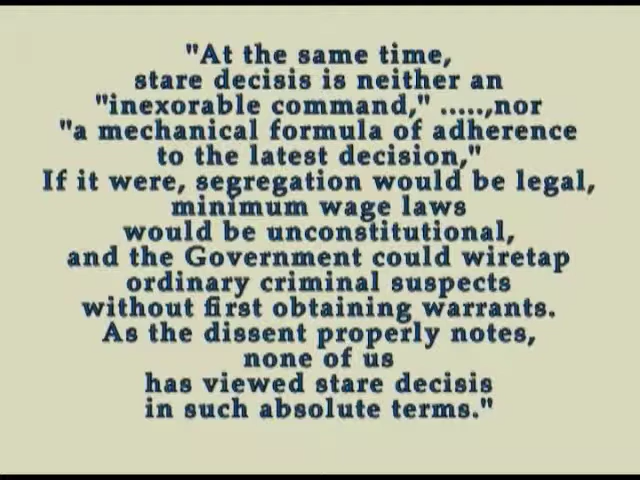 "At the same time,
stare decisis is neither an
"inexorable command," .....,nor
"a mechanical formula of adherence
to the latest decision,"
If it were, segregation would be legal,
minimum wage laws
would be unconstitutional,
and the Government could wiretap
ordinary criminal suspects
without first obtaining warrants.
As the dissent properly notes,
none of us
has viewed stare decisis
in such absolute terms."